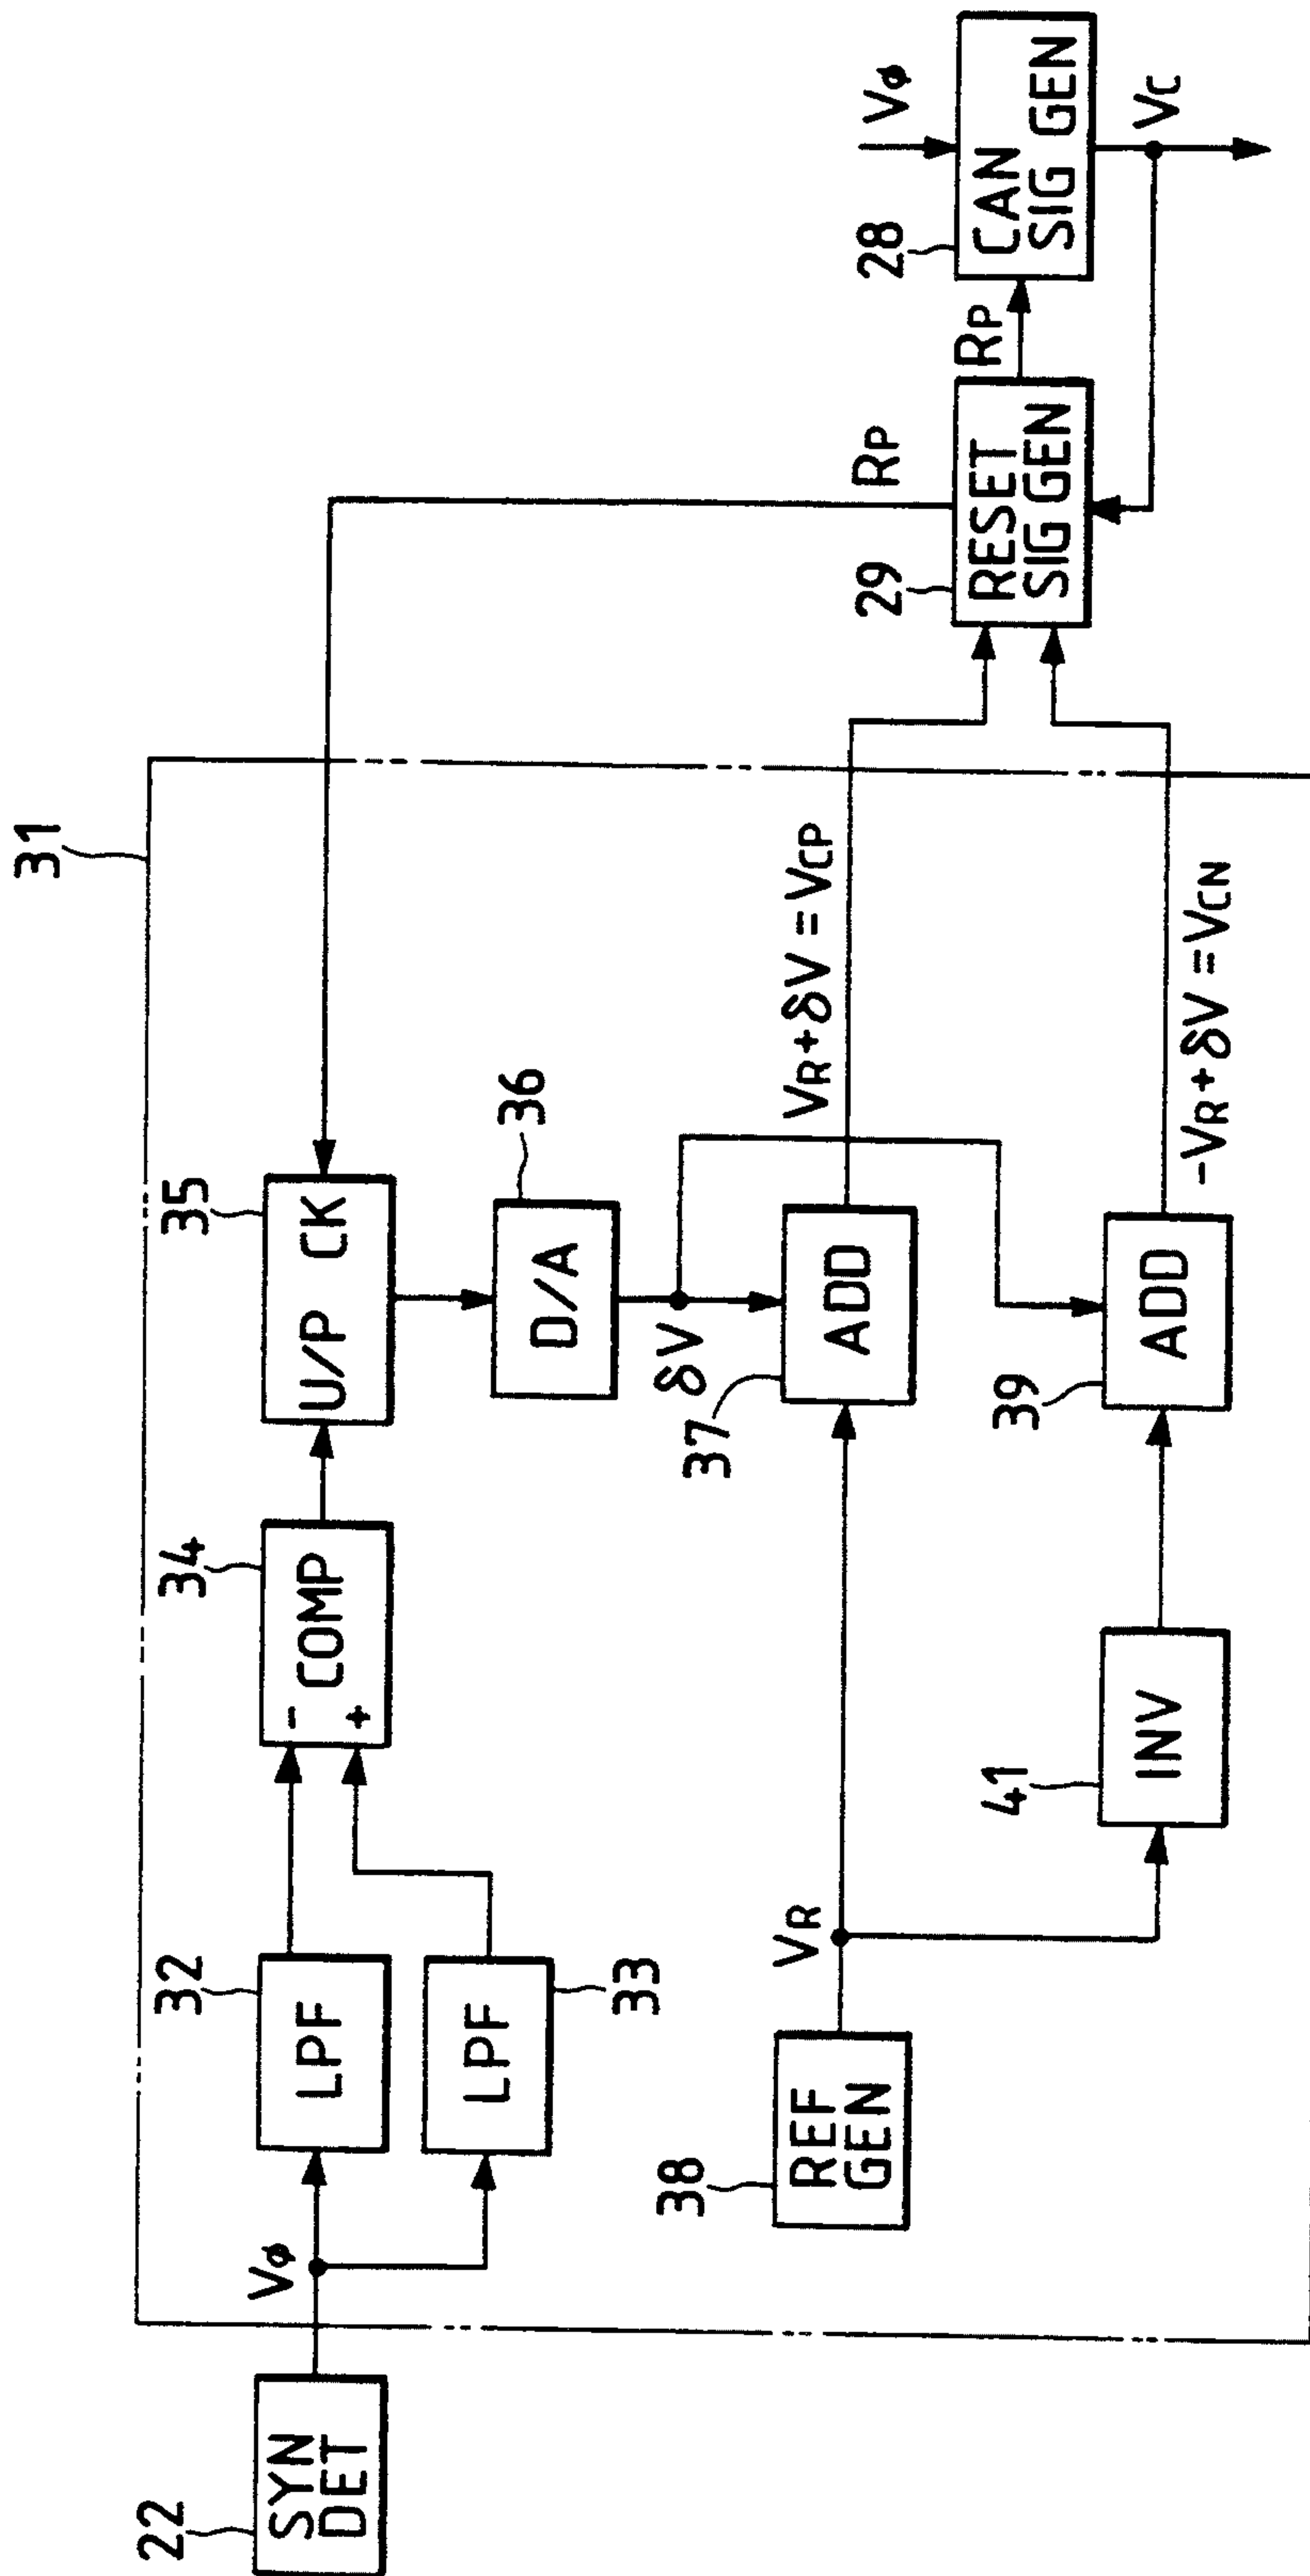 31
22
SYN
DET
Vφ
32
LPF
LPF
33
34
-
+
COMP
35
U/P CK
36
D/A
δV
38
REF
GEN
VR
37
ADD
VR+δV=VCP
41
INV
39
ADD
-VR+δV=VCN
RP
29
RESET
SIG GEN
RP
28
CAN
SIG GEN
Vφ
VC